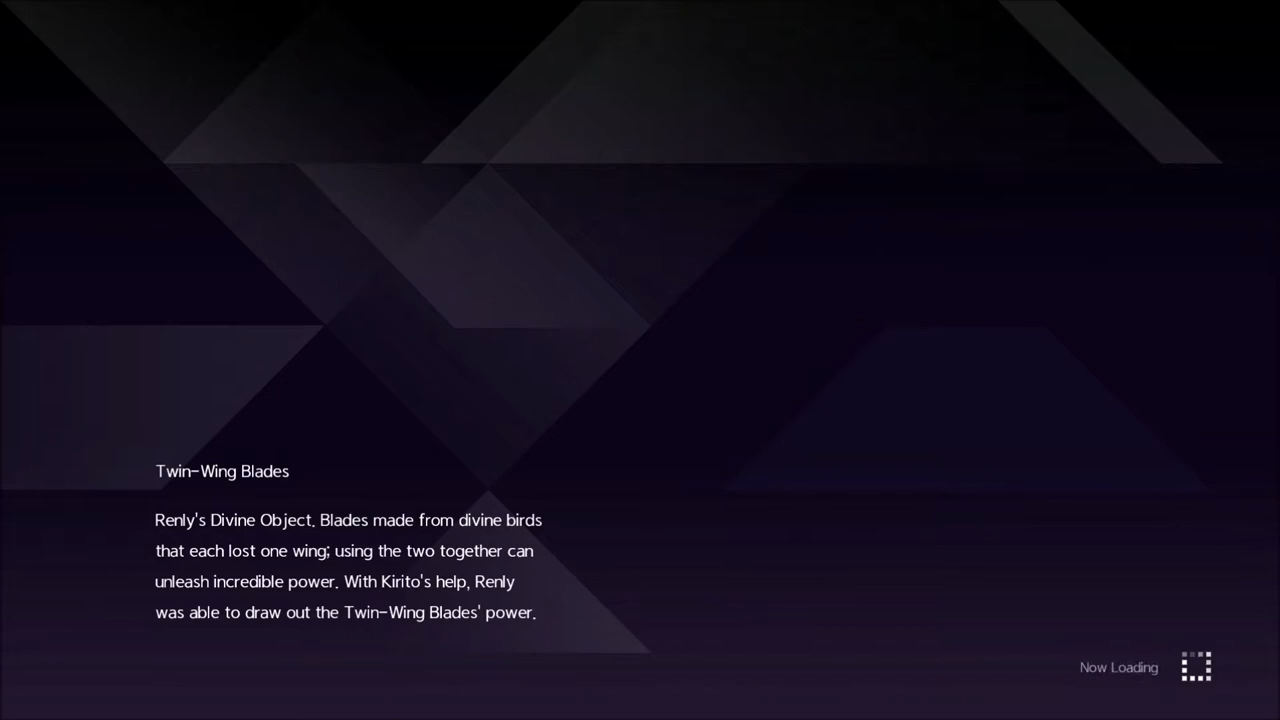 Twin-Wing Blades
Renly's Divine Object. Blades made from divine birds
that each lost one wing; using the two together can
unleash incredible power. With Kirito's help, Renly
was able to draw out the Twin-Wing Blades' power.
Now Loading